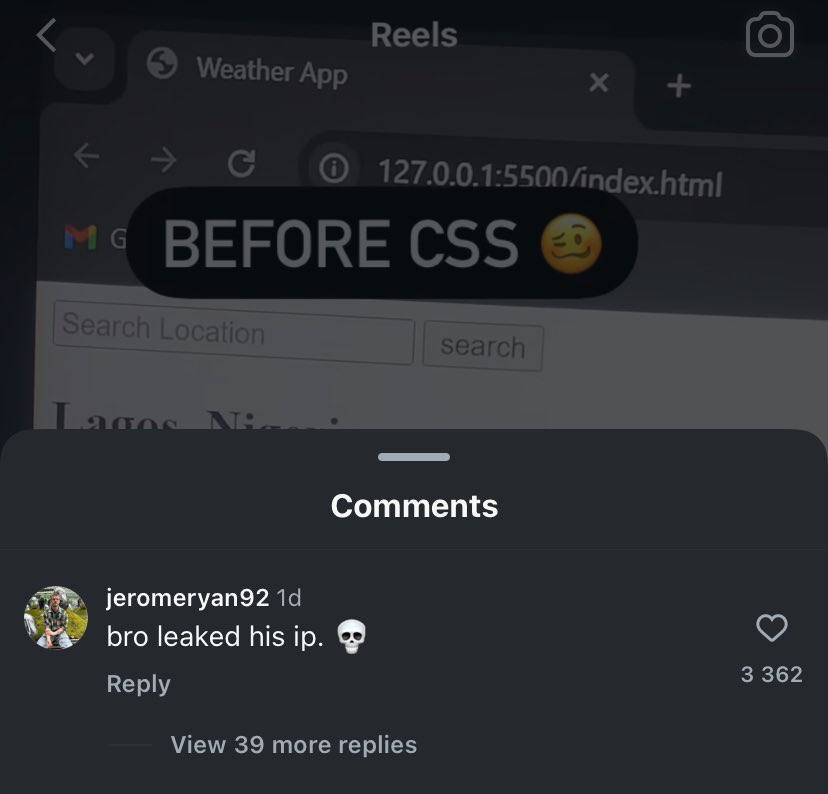 Reels
Weather App
127.0.0.1:5500/index.html
G
BEFORE CSS 🥴
Search Location
search
Lagos, Nigeri
Comments
jeromeryan92 1d
bro leaked his ip. 💀
3 362
Reply
View 39 more replies